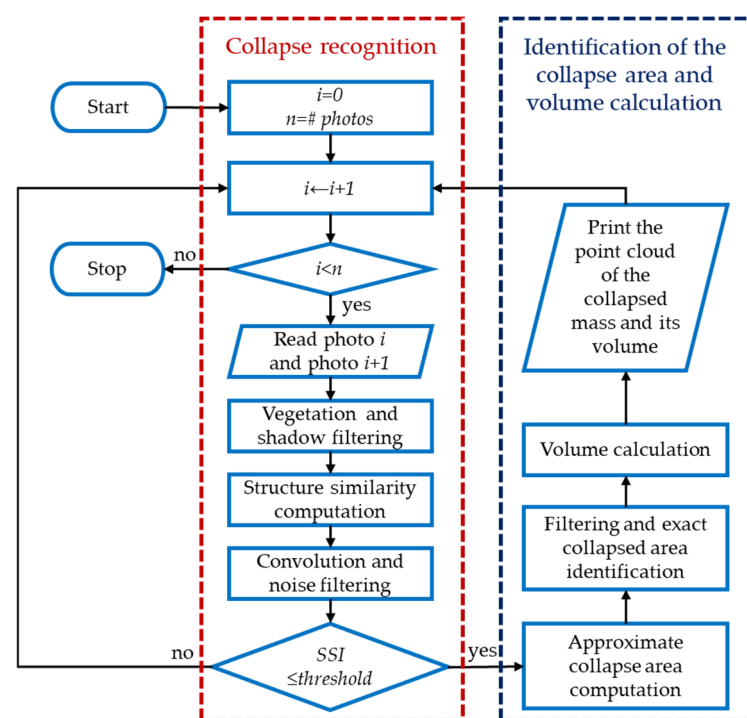 Collapse recognition
Start
i=0
n=# photos
i←i+1
i<n
no
Stop
yes
Read photo i
and photo i+1
Vegetation and
shadow filtering
Structure similarity
computation
Convolution and
noise filtering
SSI
≤threshold
no
yes
Identification of the
collapse area and
volume calculation
Print the
point cloud
of the
collapsed
mass and its
volume
Volume calculation
Filtering and exact
collapsed area
identification
Approximate
collapse area
computation